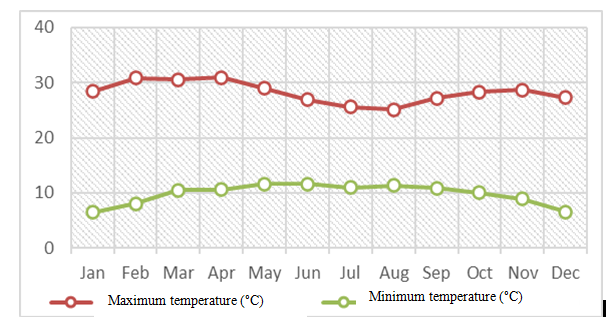 40
30
20
10
0
Jan Feb Mar Apr May Jun Jul Aug Sep Oct Nov Dec
Maximum temperature (°C) Minimum temperature (°C)